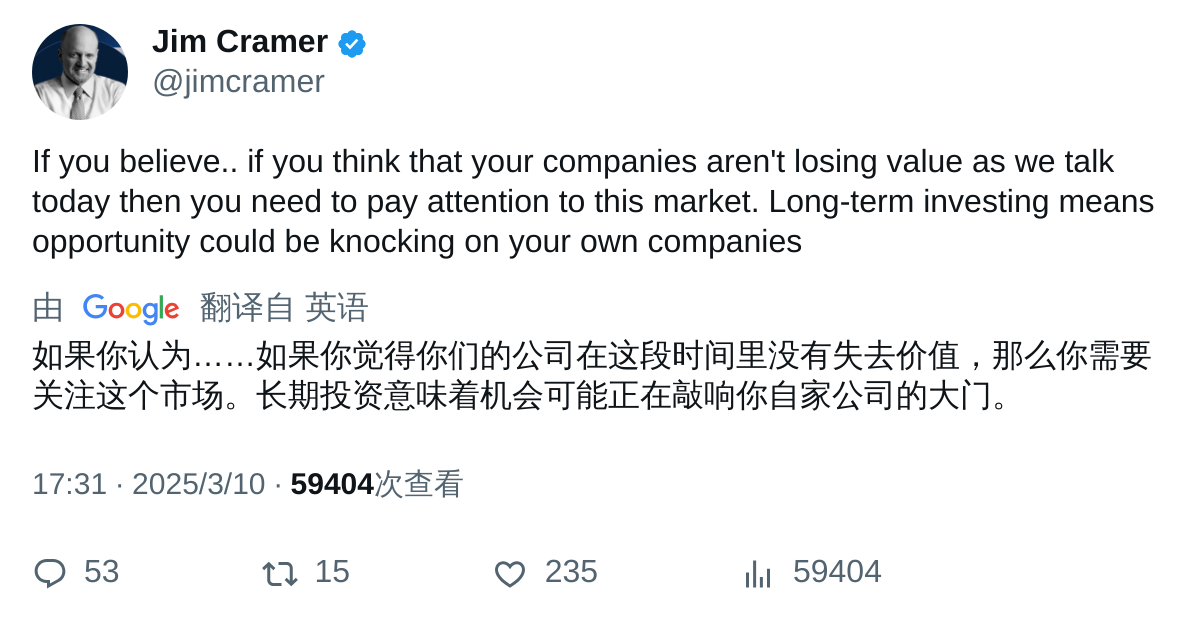 Jim Cramer
@jimcramer
If you believe.. if you think that your companies aren't losing value as we talk
today then you need to pay attention to this market. Long-term investing means
opportunity could be knocking on your own companies
由 Google 翻译自 英语
如果你认为……如果你觉得你们的公司在这段时间里没有失去价值，那么你需要
关注这个市场。长期投资意味着机会可能正在敲响你自家公司的大门。
17:31 · 2025/3/10 · 59404次查看
53 15 235 59404